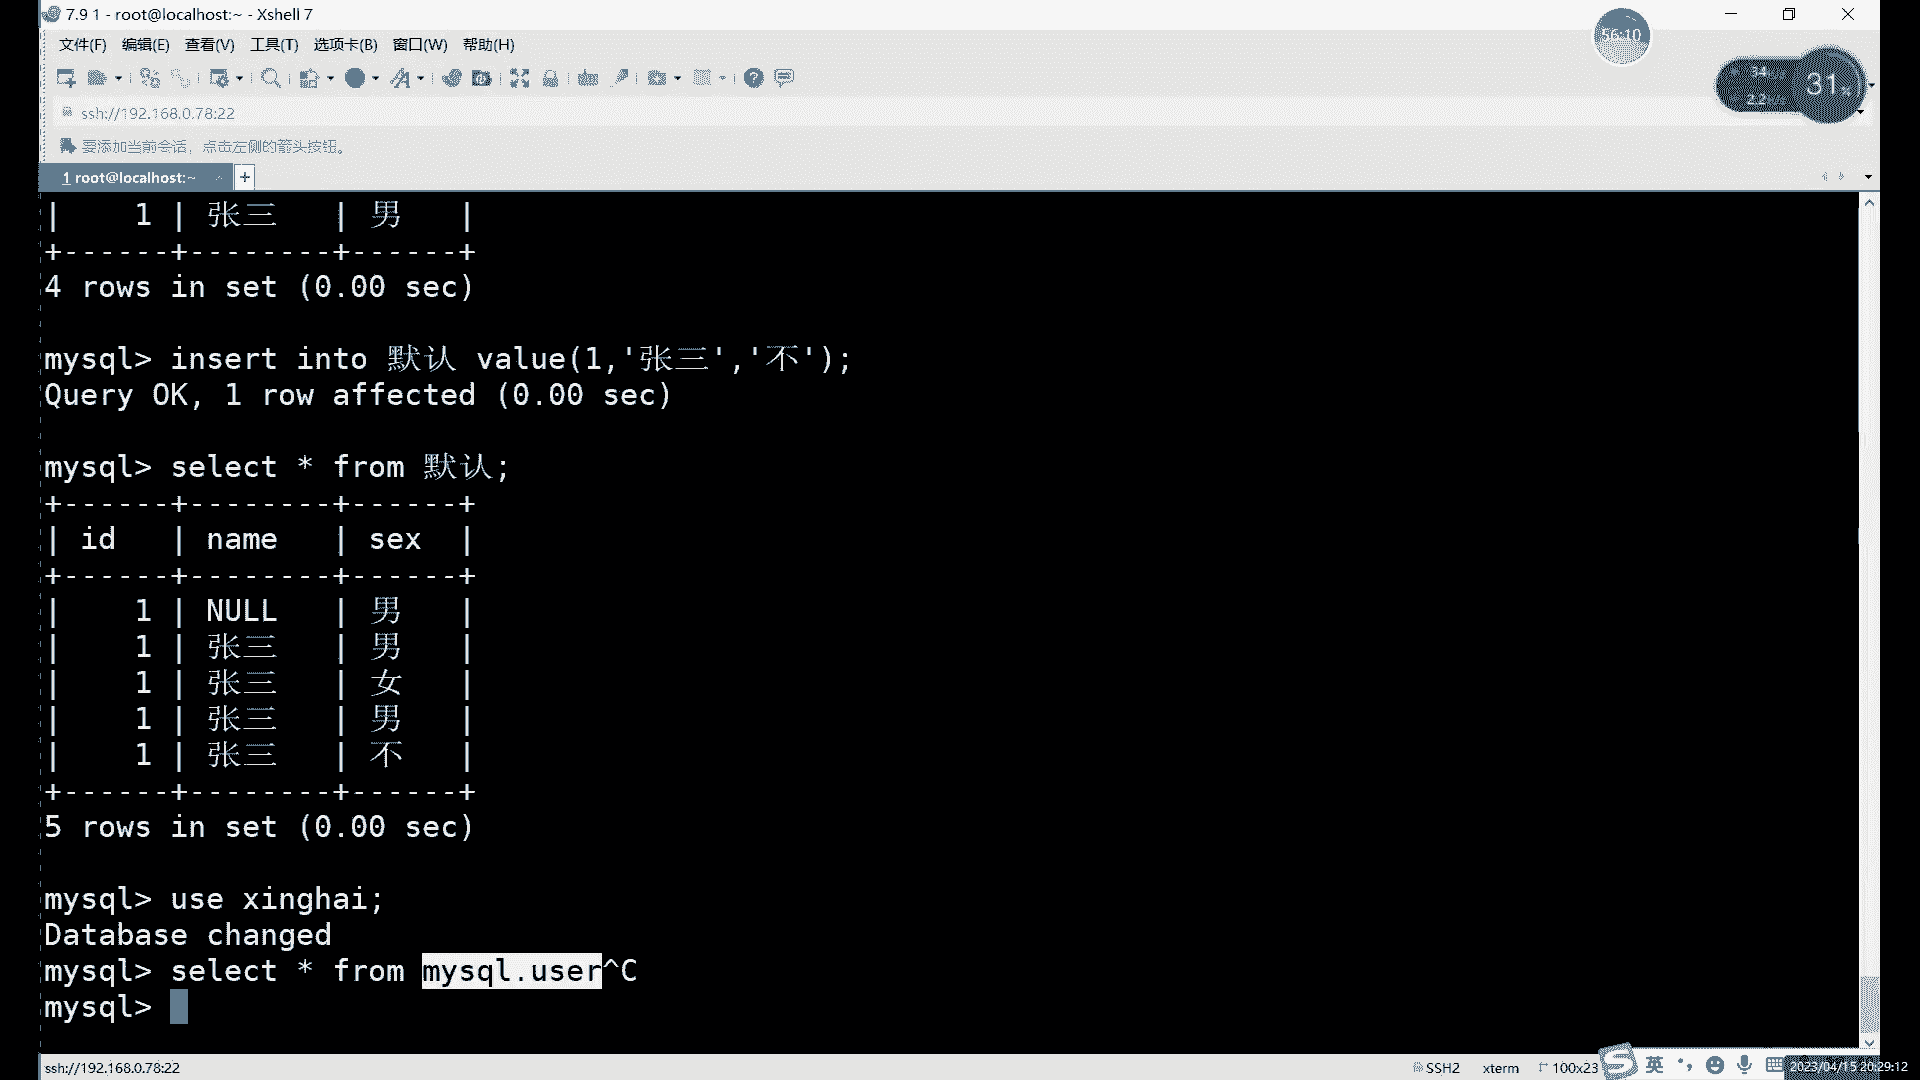 7.9 1 - root@localhost:~ - Xshell 7
56:10
文件(F) 编辑(E) 查看(V) 工具(T) 选项卡(B) 窗口(W) 帮助(H)
31%
ssh://192.168.0.78:22
要添加当前会话，点击左侧的箭头按钮。
1 root@localhost:~ +
|    1 | 张三   | 男   |
+------+--------+------+
4 rows in set (0.00 sec)
mysql> insert into 默认 value(1,'张三','不');
Query OK, 1 row affected (0.00 sec)
mysql> select * from 默认;
+------+--------+------+
| id   | name   | sex  |
+------+--------+------+
|    1 | NULL   | 男   |
|    1 | 张三   | 男   |
|    1 | 张三   | 女   |
|    1 | 张三   | 男   |
|    1 | 张三   | 不   |
+------+--------+------+
5 rows in set (0.00 sec)
mysql> use xinghai;
Database changed
mysql> select * from mysql.user^C
mysql>
ssh://192.168.0.78:22 SSH2 xterm 100x23 英 2023/04/15 20:29:12